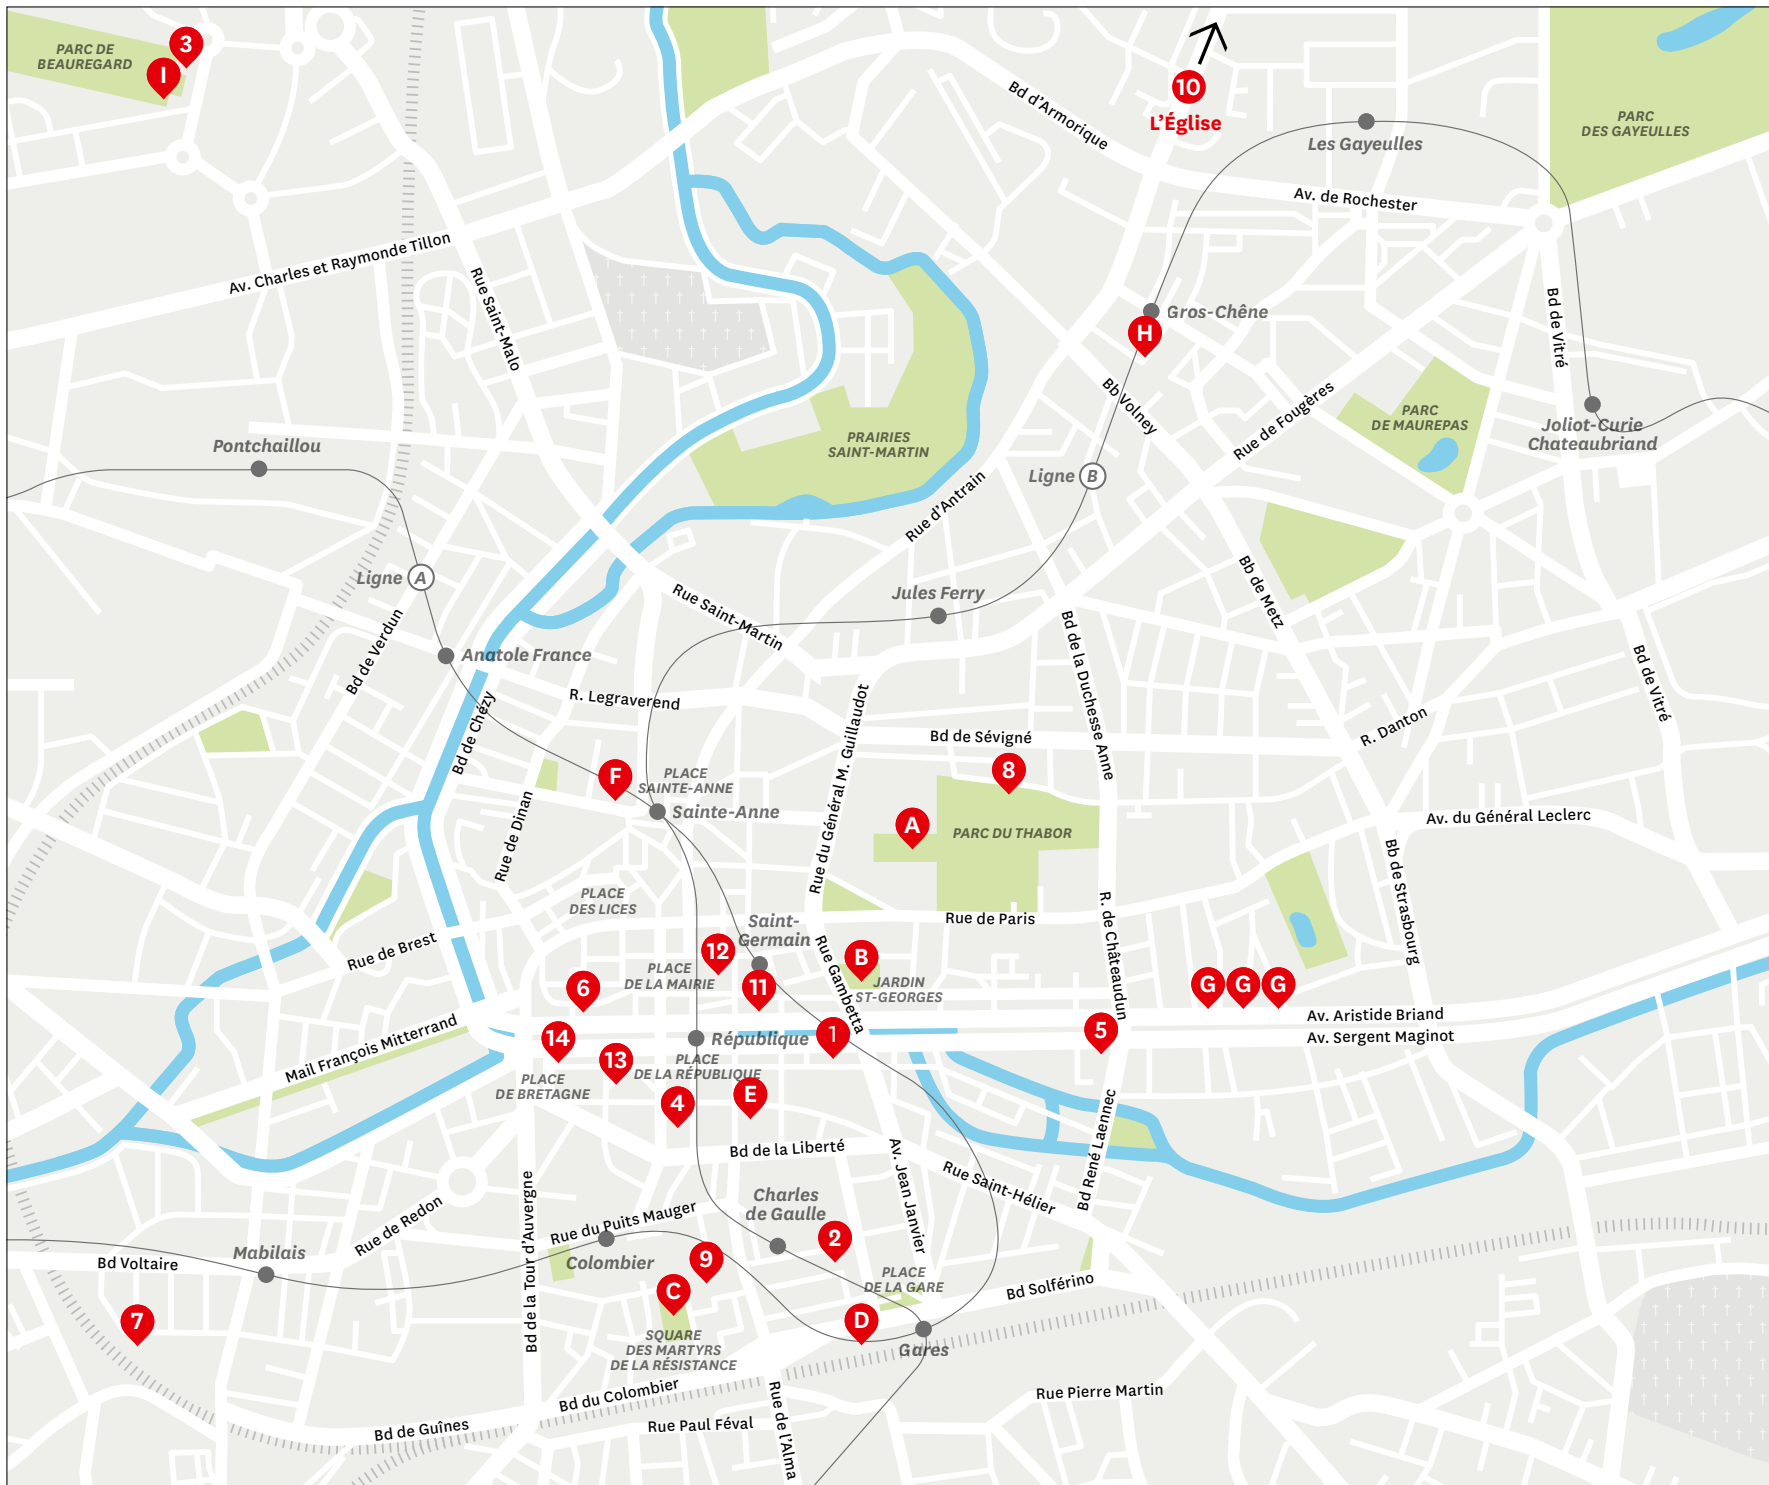 PARC DE
BEAUREGARD
3
I
Bd d'Armorique
10
L'Église
Les Gayeulles
PARC
DES GAYEULLES
Av. de Rochester
Av. Charles et Raymonde Tillon
Rue Saint-Malo
Gros-Chêne
H
Bd de Vitré
Bb Volney
Rue de Fougères
PARC
DE MAUREPAS
Joliot-Curie
Chateaubriand
Pontchaillou
PRAIRIES
SAINT-MARTIN
Ligne B
Rue d'Antrain
Ligne A
Bb de Metz
Jules Ferry
Rue Saint-Martin
Bd de Verdun
Anatole France
Bd de la Duchesse Anne
Bd de Vitré
R. Legraverend
Bd de Chézy
Rue du Général M. Guillaudot
Bd de Sévigné
R. Danton
F
PLACE
SAINTE-ANNE
8
Sainte-Anne
A
PARC DU THABOR
Av. du Général Leclerc
Rue de Dinan
Bb de Strasbourg
PLACE
DES LICES
Rue de Paris
R. de Châteaudun
Saint-
Germain
Rue de Brest
12
Rue Gambetta
B
PLACE
DE LA MAIRIE
JARDIN
ST-GEORGES
6
11
G
G
G
Av. Aristide Briand
Av. Sergent Maginot
Mail François Mitterrand
14
République
1
5
13
PLACE
DE LA RÉPUBLIQUE
PLACE
DE BRETAGNE
4
E
Bd René Laennec
Bd de la Liberté
Av. Jean Janvier
Rue Saint-Hélier
Bd de la Tour d'Auvergne
Rue de Redon
Rue du Puits Mauger
Charles
de Gaulle
2
Mabilais
Bd Voltaire
Colombier
9
C
PLACE
DE LA GARE
Bd Solférino
7
D
Gares
SQUARE
DES MARTYRS
DE LA RÉSISTANCE
Bd du Colombier
Rue de l'Alma
Rue Pierre Martin
Bd de Guînes
Rue Paul Féval